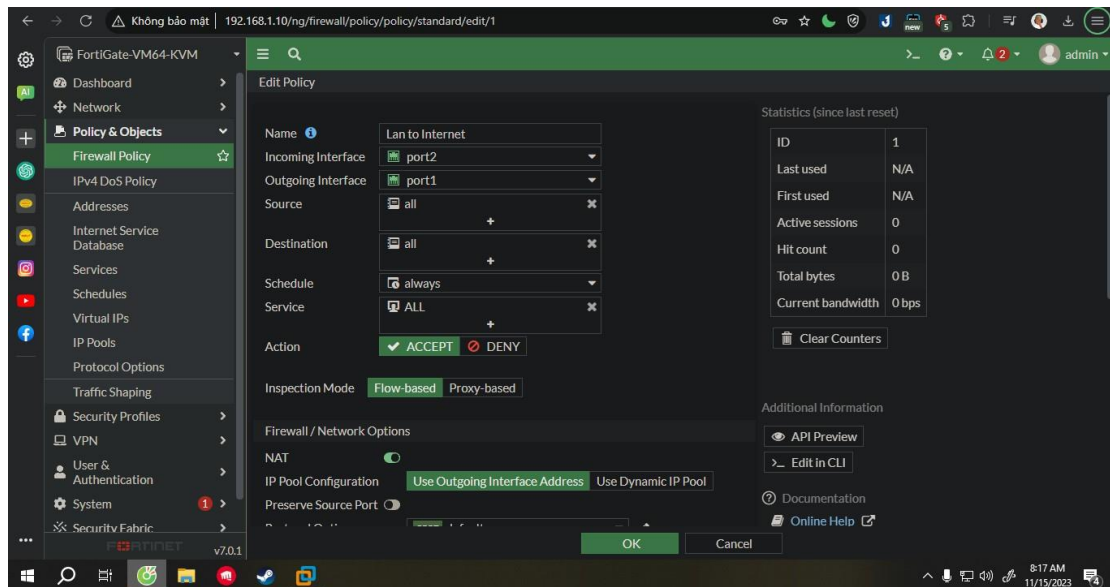 Không bảo mật 192.168.1.10/ng/firewall/policy/policy/standard/edit/1
new
5
FortiGate-VM64-KVM
>_
2
admin
AI
Dashboard
Network
Policy & Objects
Firewall Policy
IPv4 DoS Policy
Addresses
Internet Service
Database
Services
Schedules
Virtual IPs
IP Pools
Protocol Options
Traffic Shaping
Security Profiles
VPN
User &
Authentication
System 1
Security Fabric
FORTINET v7.0.1
Edit Policy
Name Lan to Internet
Incoming Interface port2
Outgoing Interface port1
Source all
+
Destination all
+
Schedule always
Service ALL
+
Action ACCEPT DENY
Inspection Mode Flow-based Proxy-based
Firewall / Network Options
NAT
IP Pool Configuration Use Outgoing Interface Address Use Dynamic IP Pool
Preserve Source Port
OK Cancel
Statistics (since last reset)
ID 1
Last used N/A
First used N/A
Active sessions 0
Hit count 0
Total bytes 0 B
Current bandwidth 0 bps
Clear Counters
Additional Information
API Preview
>_ Edit in CLI
Documentation
Online Help
8:17 AM
11/15/2023